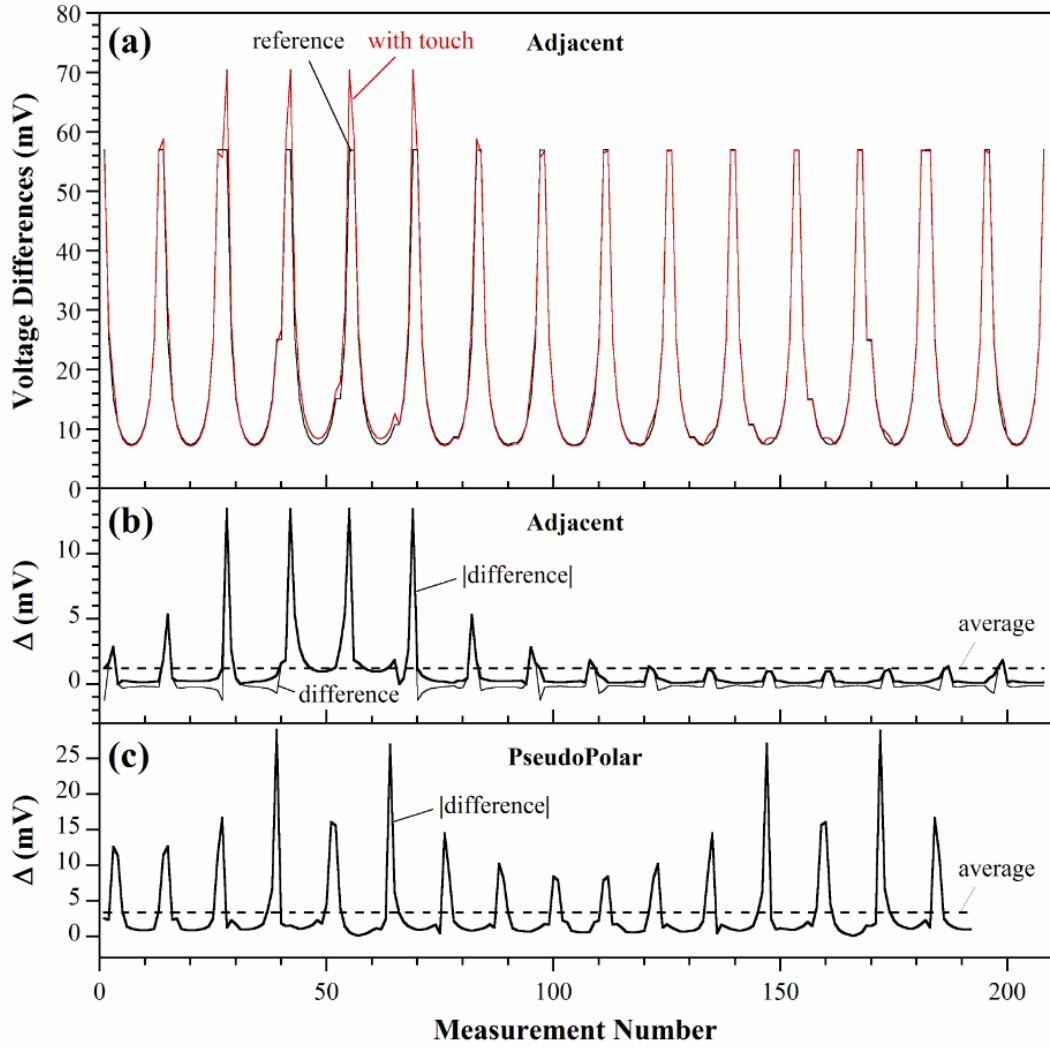 80
(a)
reference
with touch
Adjacent
70
60
50
40
30
20
10
0
Voltage Differences (mV)
(b)
Adjacent
10
|difference|
5
average
0
difference
Δ (mV)
(c)
PseudoPolar
25
|difference|
20
15
10
average
5
0
Δ (mV)
0 50 100 150 200
Measurement Number